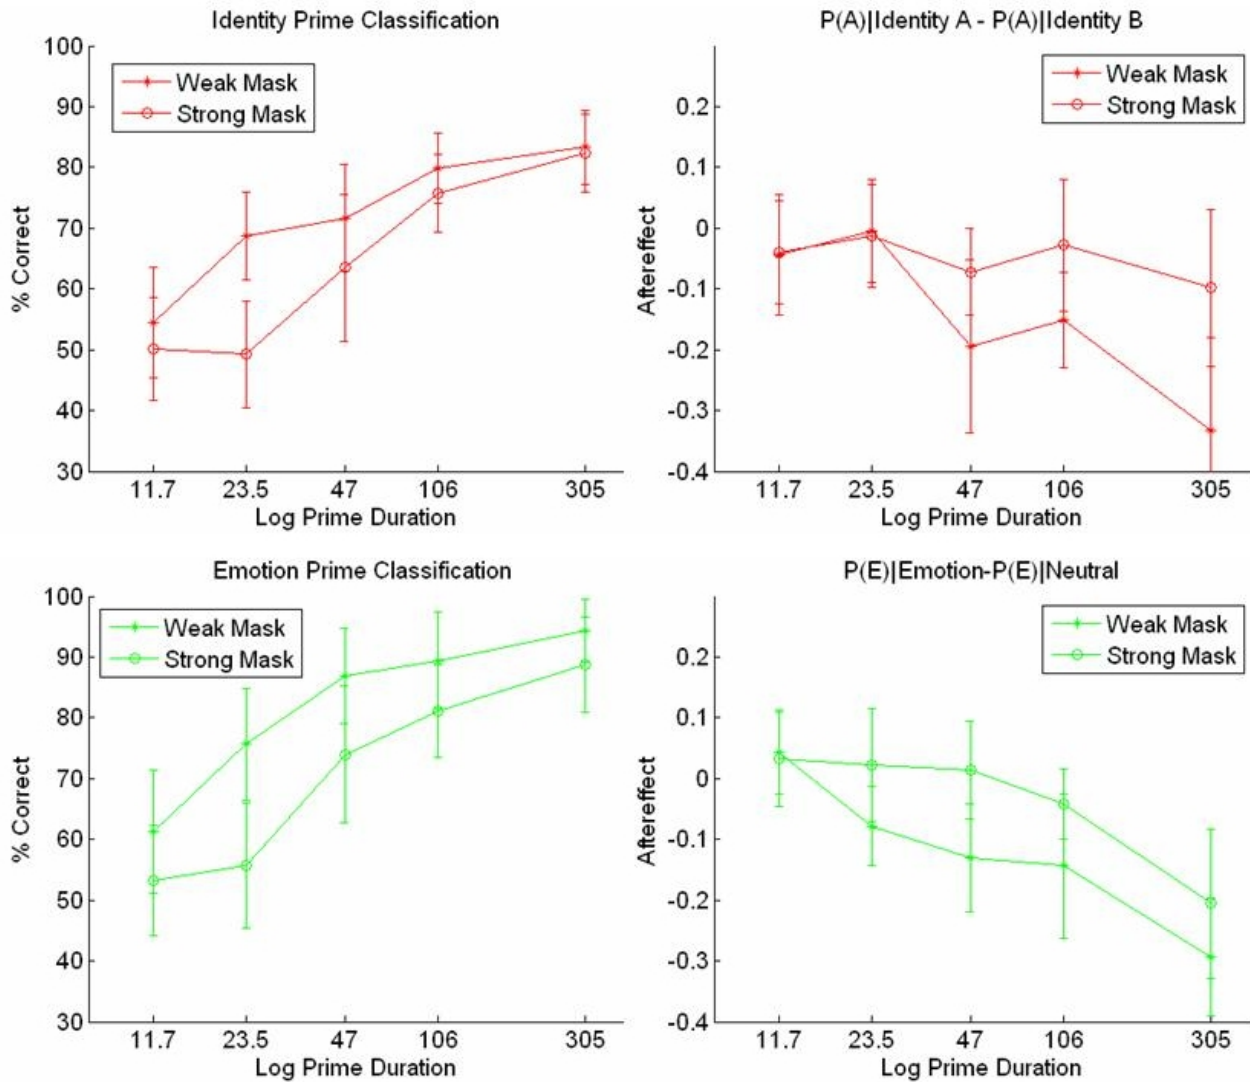 Identity Prime Classification
100
90
80
70
60
50
40
30
% Correct
Weak Mask
Strong Mask
11.7 23.5 47 106 305
Log Prime Duration
P(A)|Identity A - P(A)|Identity B
0.2
0.1
0
-0.1
-0.2
-0.3
-0.4
Aftereffect
Weak Mask
Strong Mask
11.7 23.5 47 106 305
Log Prime Duration
Emotion Prime Classification
100
90
80
70
60
50
40
30
% Correct
Weak Mask
Strong Mask
11.7 23.5 47 106 305
Log Prime Duration
P(E)|Emotion-P(E)|Neutral
0.2
0.1
0
-0.1
-0.2
-0.3
-0.4
Aftereffect
Weak Mask
Strong Mask
11.7 23.5 47 106 305
Log Prime Duration